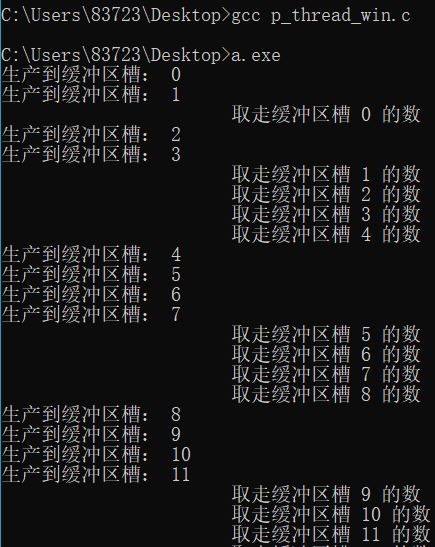 C:\Users\83723\Desktop>gcc p_thread_win.c
C:\Users\83723\Desktop>a.exe
生产到缓冲区槽： 0
生产到缓冲区槽： 1
取走缓冲区槽 0 的数
生产到缓冲区槽： 2
生产到缓冲区槽： 3
取走缓冲区槽 1 的数
取走缓冲区槽 2 的数
取走缓冲区槽 3 的数
取走缓冲区槽 4 的数
生产到缓冲区槽： 4
生产到缓冲区槽： 5
生产到缓冲区槽： 6
生产到缓冲区槽： 7
取走缓冲区槽 5 的数
取走缓冲区槽 6 的数
取走缓冲区槽 7 的数
取走缓冲区槽 8 的数
生产到缓冲区槽： 8
生产到缓冲区槽： 9
生产到缓冲区槽： 10
生产到缓冲区槽： 11
取走缓冲区槽 9 的数
取走缓冲区槽 10 的数
取走缓冲区槽 11 的数